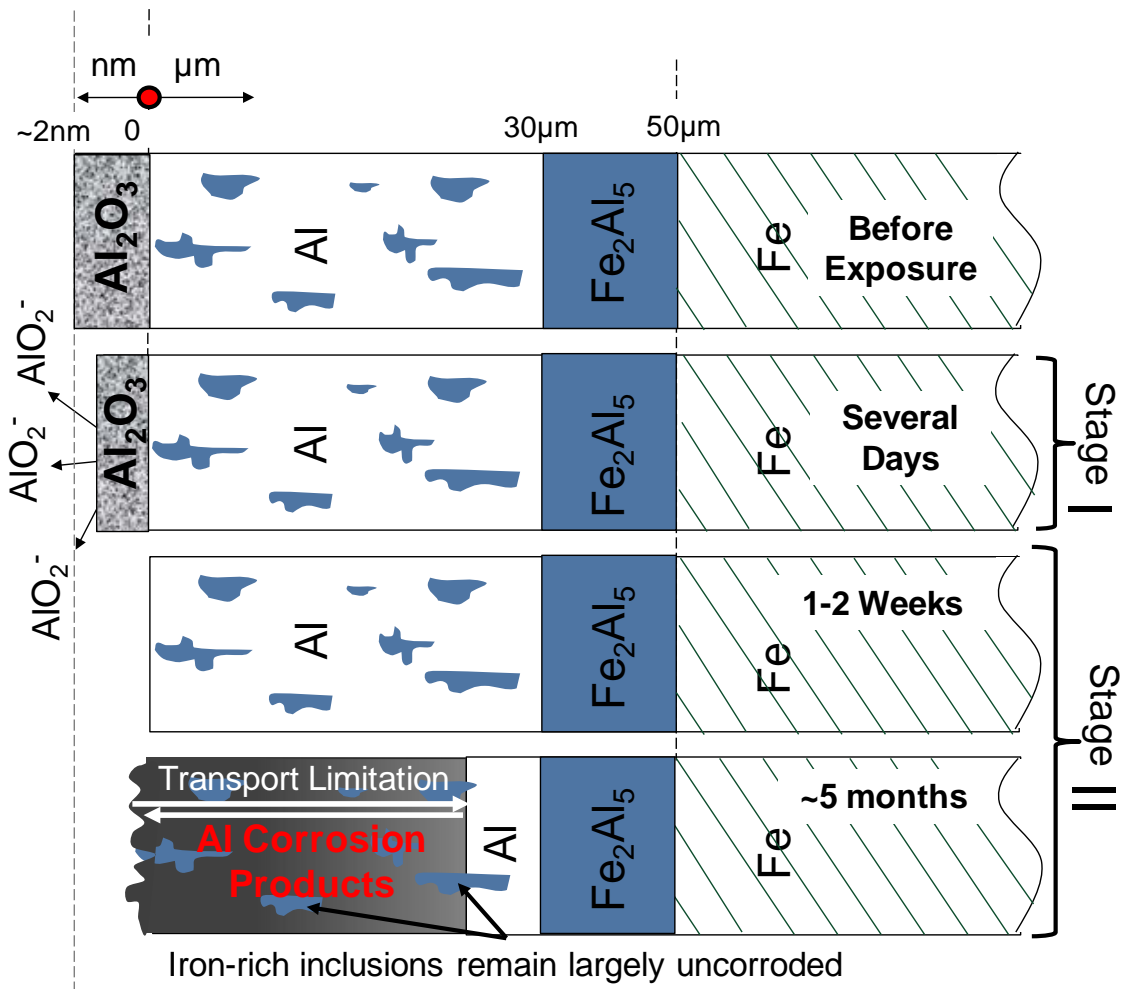 nm μm
~2nm 0 30μm 50μm
Al₂O₃ Al Fe₂Al₅ Fe Before
Exposure
AlO₂⁻
AlO₂⁻
AlO₂⁻
Al₂O₃ Al Fe₂Al₅ Fe Several
Days
Stage I
Al Fe₂Al₅ Fe 1-2 Weeks
Stage II
Transport Limitation
Al Corrosion
Products
Al Fe₂Al₅ Fe ~5 months
Iron-rich inclusions remain largely uncorroded